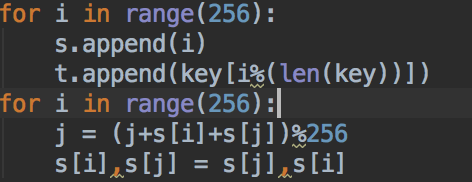 for i in range(256):
    s.append(i)
    t.append(key[i%(len(key))])
for i in range(256):
    j = (j+s[i]+s[j])%256
    s[i],s[j] = s[j],s[i]